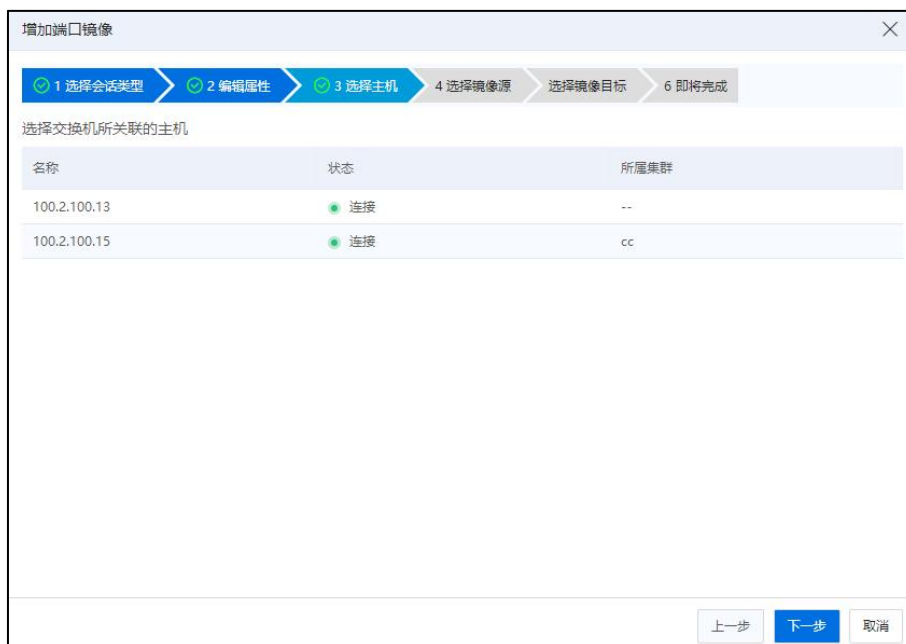 增加端口镜像
1 选择会话类型 2 编辑属性 3 选择主机 4 选择镜像源 选择镜像目标 6 即将完成
选择交换机所关联的主机
名称 状态 所属集群
100.2.100.13 连接 --
100.2.100.15 连接 cc
上一步 下一步 取消